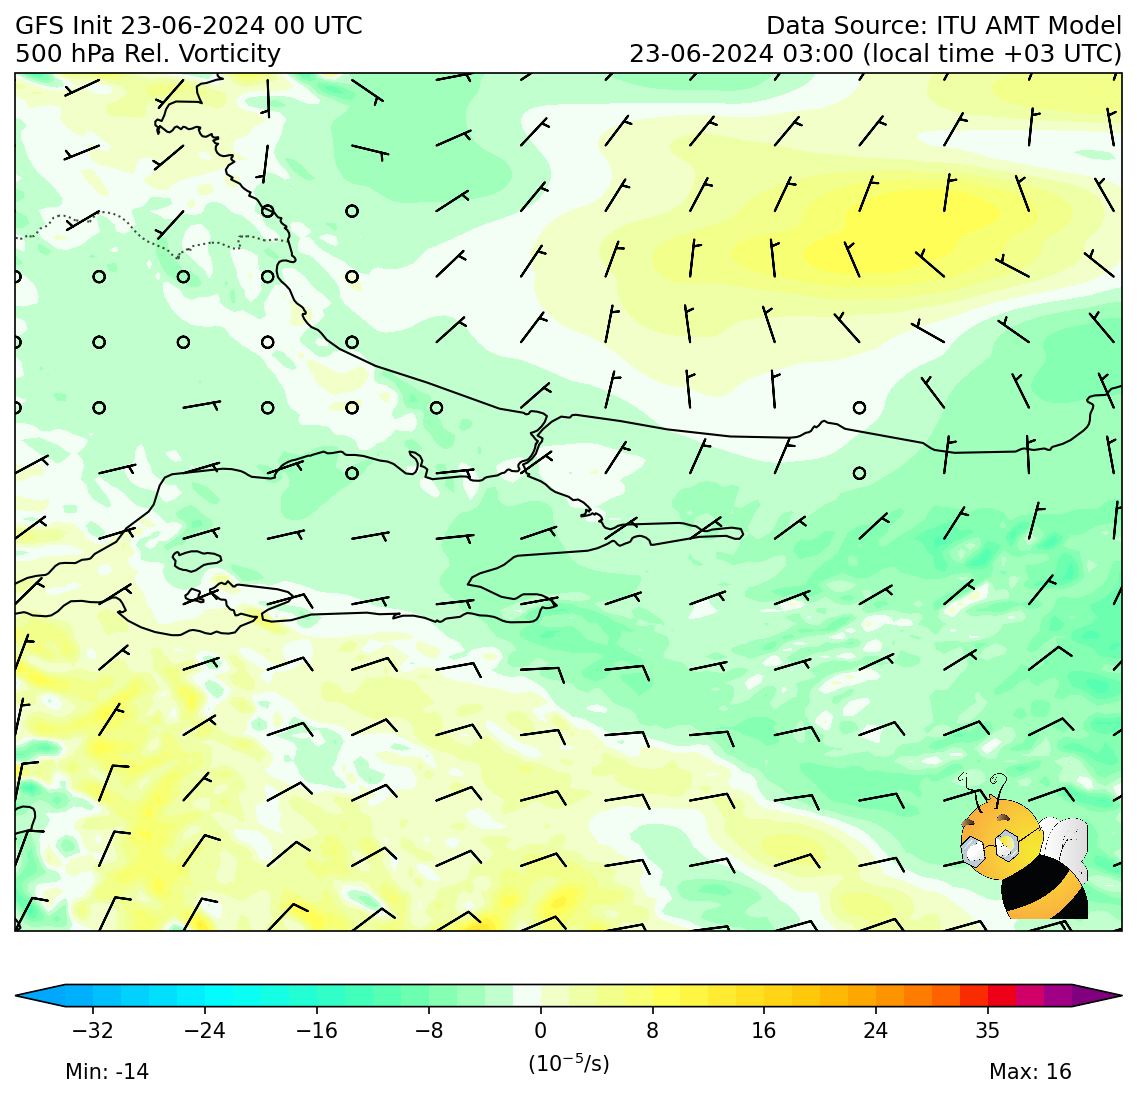 GFS Init 23-06-2024 00 UTC
500 hPa Rel. Vorticity
Data Source: ITU AMT Model
23-06-2024 03:00 (local time +03 UTC)
−32 −24 −16 −8 0 8 16 24 35
(10⁻⁵/s)
Min: -14
Max: 16